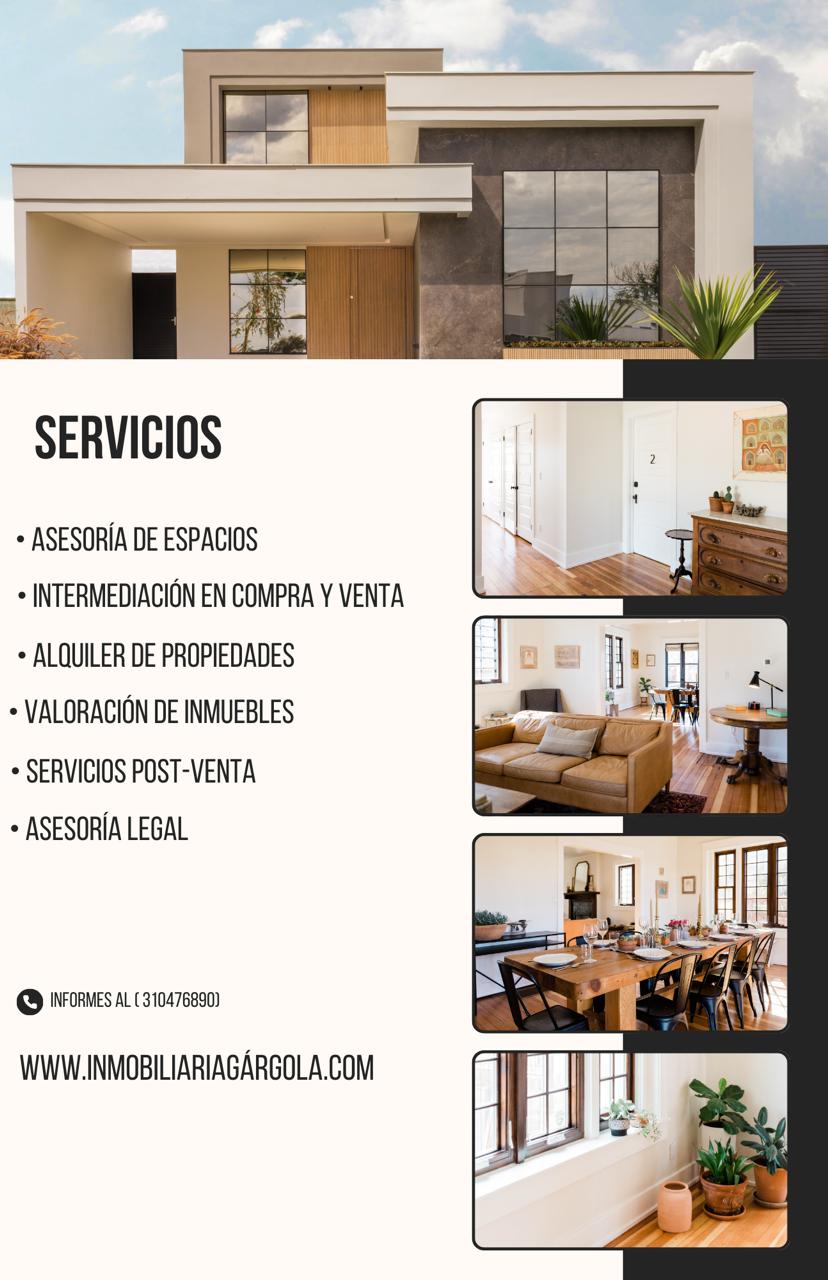 SERVICIOS
• ASESORÍA DE ESPACIOS
• INTERMEDIACIÓN EN COMPRA Y VENTA
• ALQUILER DE PROPIEDADES
• VALORACIÓN DE INMUEBLES
• SERVICIOS POST-VENTA
• ASESORÍA LEGAL
INFORMES AL ( 310476890)
WWW.INMOBILIARIAGÁRGOLA.COM
2